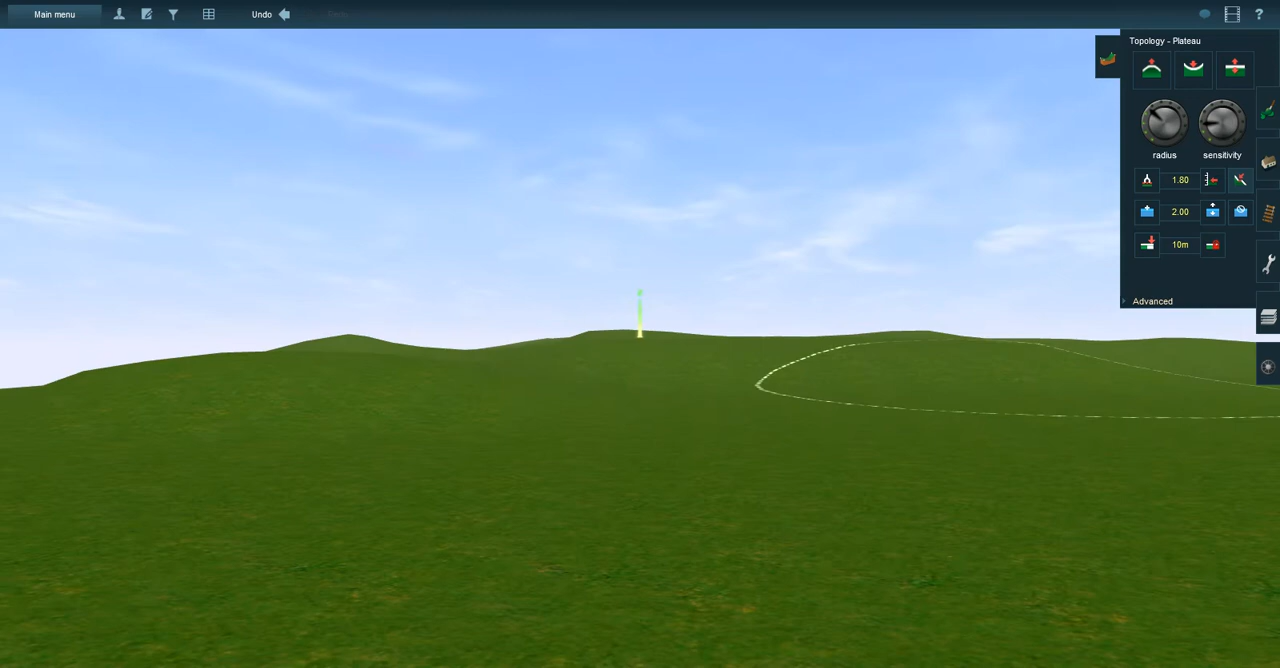 Main menu
Undo
?
Topology - Plateau
radius
sensitivity
1.80
2.00
10m
Advanced